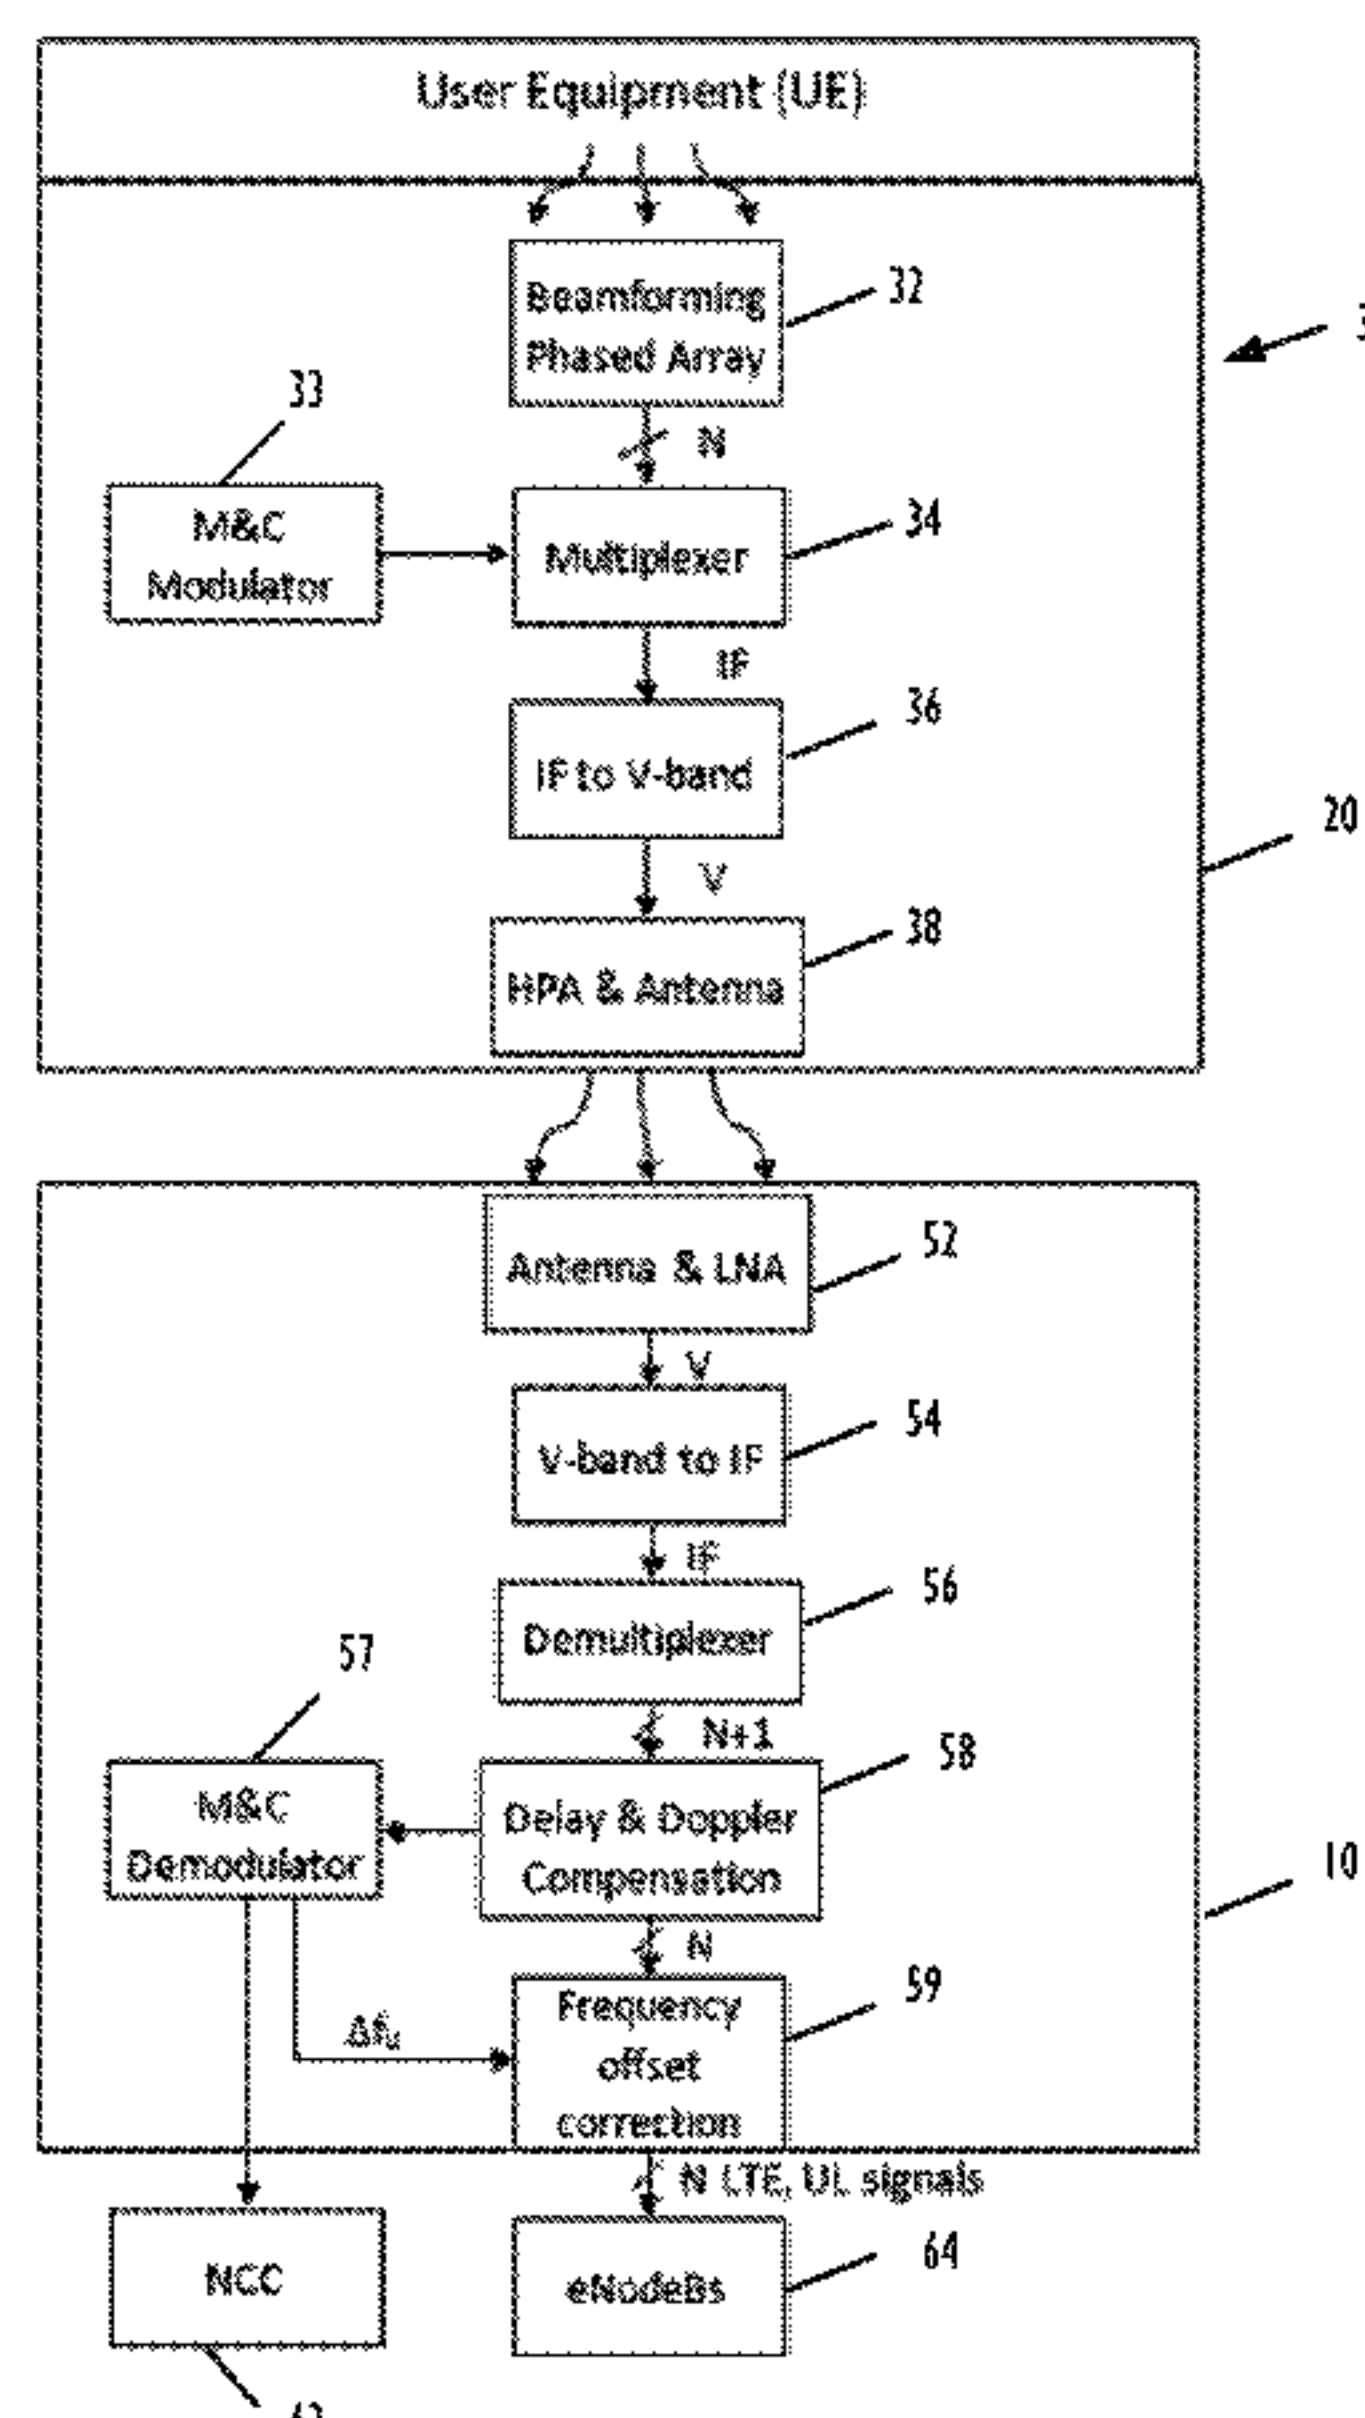 User Equipment (UE)
Beamforming
Phased Array
32
33
N
M&C
Modulator
Multiplexer
34
IF
36
IF to V-band
20
V
38
HPA & Antenna
Antenna & LNA
52
V
54
V-band to IF
IF
56
Demultiplexer
57
N+1
58
M&C
Demodulator
Delay & Doppler
Compensation
10
N
59
Frequency
offset
correction
Δfu
N LTE, UL signals
64
NCC
eNodeBs